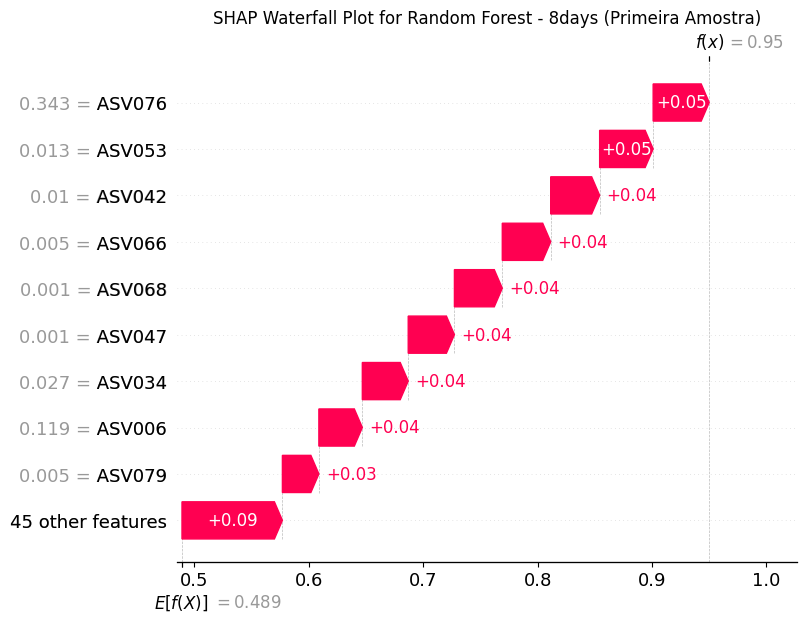 SHAP Waterfall Plot for Random Forest - 8days (Primeira Amostra)
f(x) = 0.95
0.343 = ASV076 +0.05
0.013 = ASV053 +0.05
0.01 = ASV042 +0.04
0.005 = ASV066 +0.04
0.001 = ASV068 +0.04
0.001 = ASV047 +0.04
0.027 = ASV034 +0.04
0.119 = ASV006 +0.04
0.005 = ASV079 +0.03
45 other features +0.09
0.5 0.6 0.7 0.8 0.9 1.0
E[f(X)] = 0.489